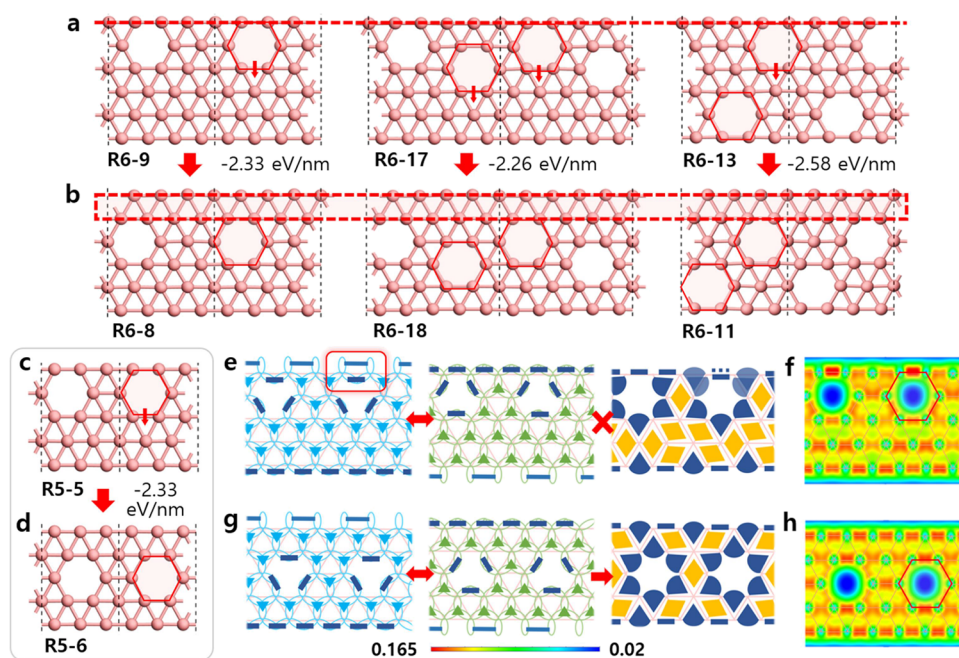 a
R6-9
-2.33 eV/nm
R6-17
-2.26 eV/nm
R6-13
-2.58 eV/nm
b
R6-8
R6-18
R6-11
c
R5-5
-2.33
eV/nm
d
R5-6
e
f
g
h
0.165
0.02